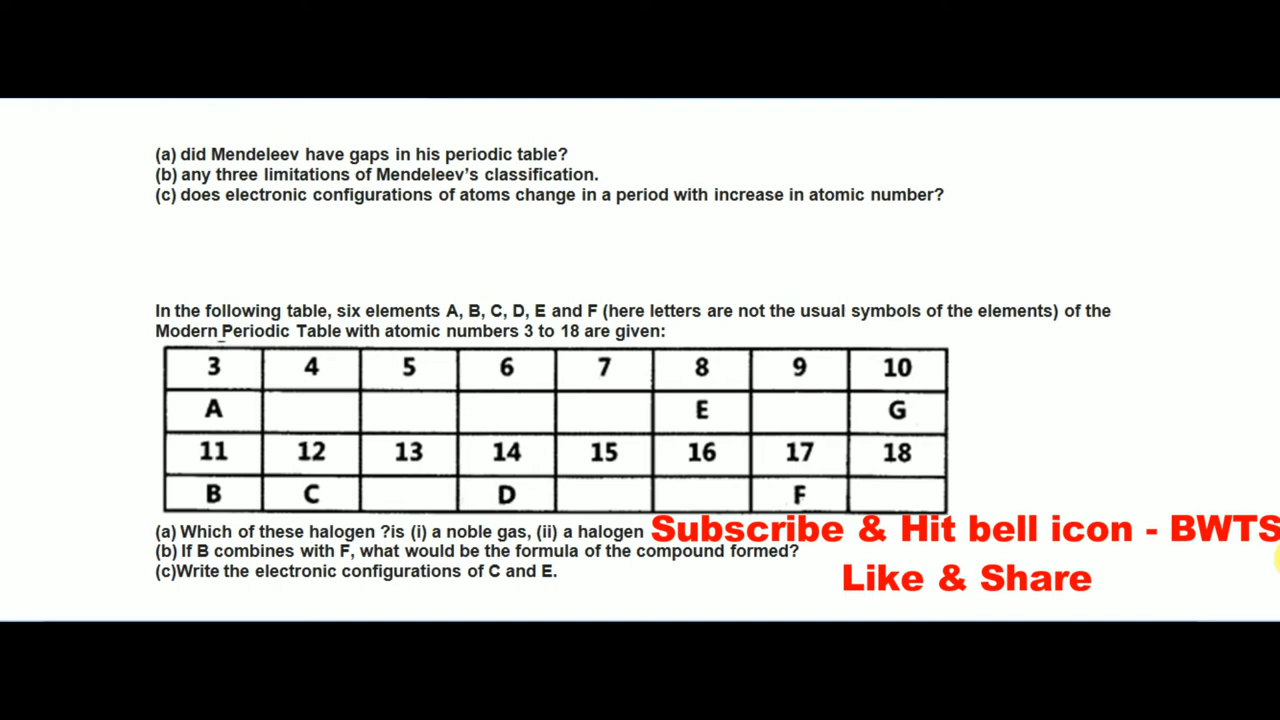 (a) did Mendeleev have gaps in his periodic table?
(b) any three limitations of Mendeleev’s classification.
(c) does electronic configurations of atoms change in a period with increase in atomic number?
In the following table, six elements A, B, C, D, E and F (here letters are not the usual symbols of the elements) of the
Modern Periodic Table with atomic numbers 3 to 18 are given:
3 4 5 6 7 8 9 10
A E G
11 12 13 14 15 16 17 18
B C D F
(a) Which of these halogen ?is (i) a noble gas, (ii) a halogen
Subscribe & Hit bell icon - BWTS
(b) If B combines with F, what would be the formula of the compound formed?
(c)Write the electronic configurations of C and E.
Like & Share